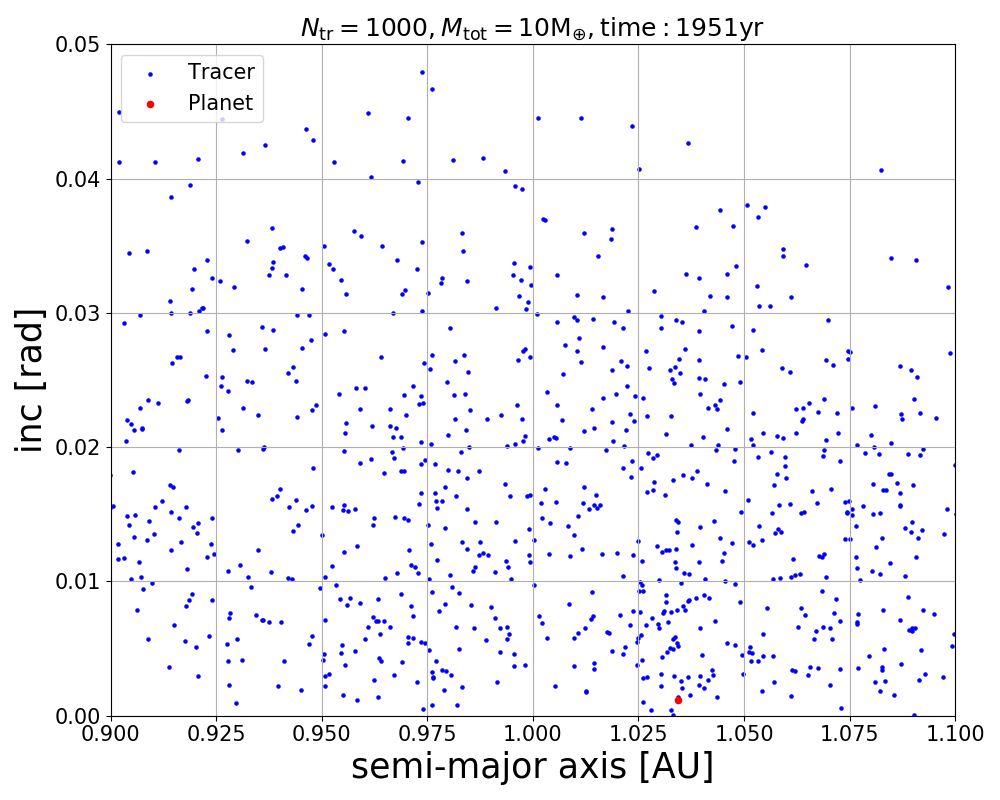 N_tr = 1000, M_tot = 10M_⊕, time : 1951yr
Tracer
Planet
inc [rad]
0.05
0.04
0.03
0.02
0.01
0.00
0.900 0.925 0.950 0.975 1.000 1.025 1.050 1.075 1.100
semi-major axis [AU]